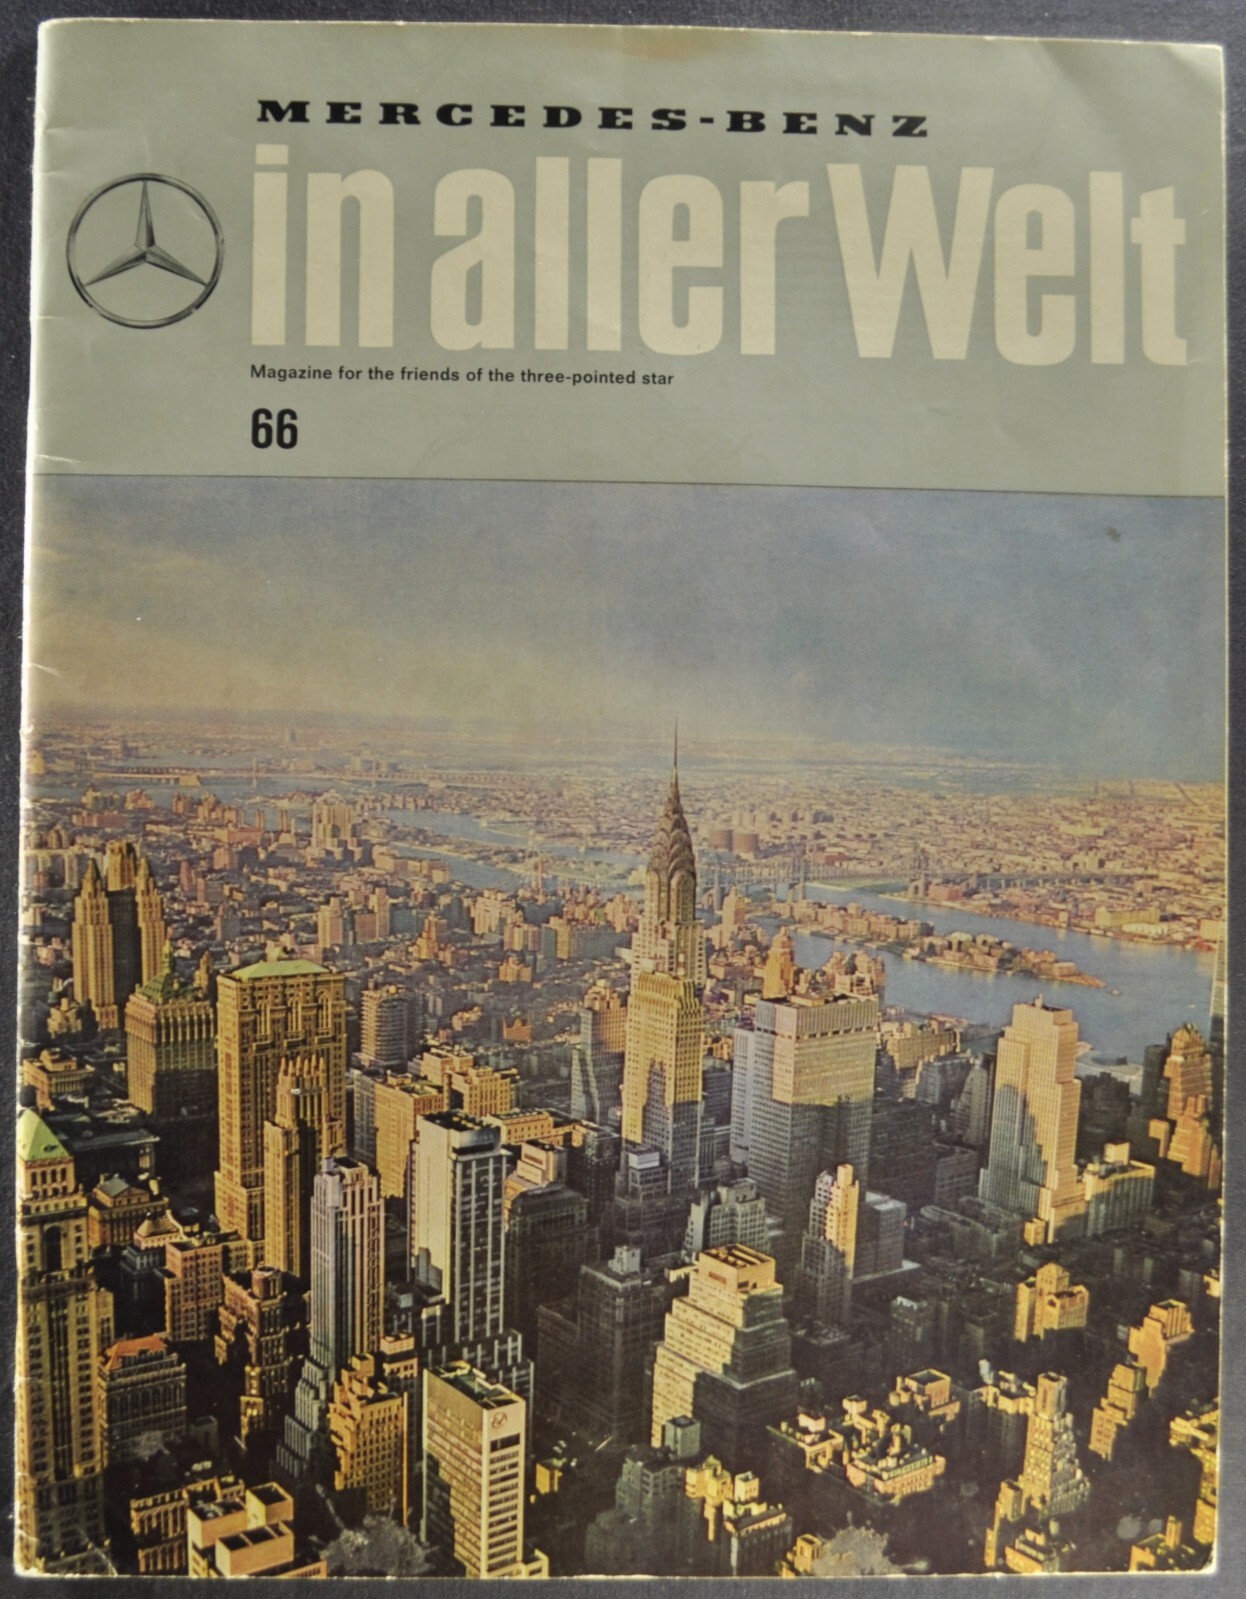 MERCEDES-BENZ
in aller Welt
Magazine for the friends of the three-pointed star
66